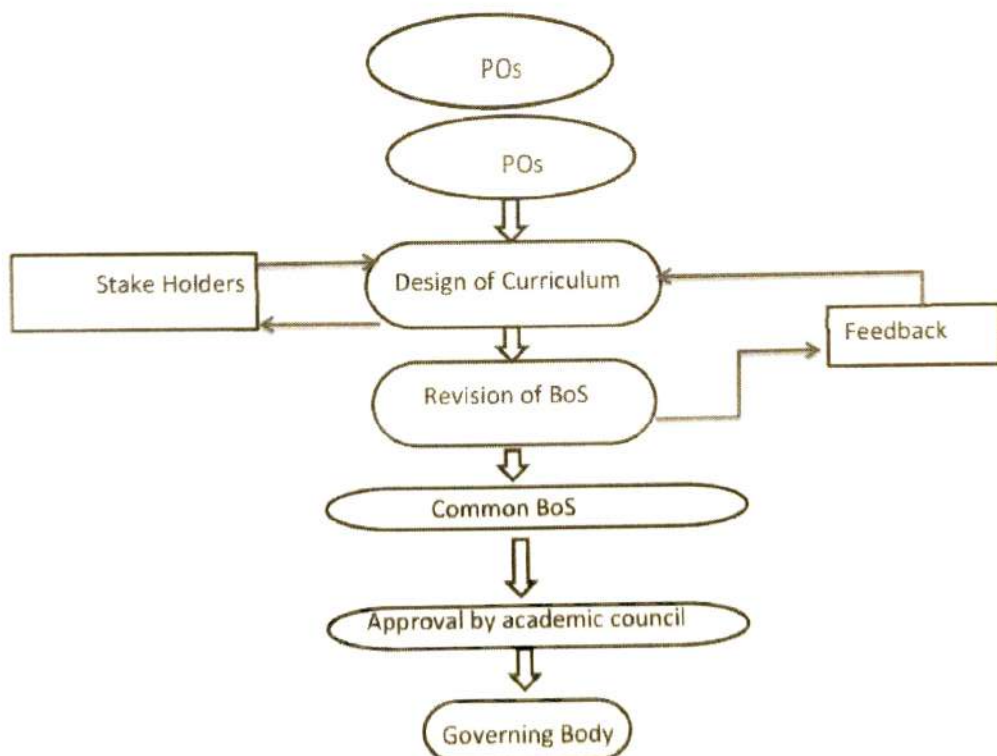 POs
POs
Design of Curriculum
Stake Holders
Feedback
Revision of BoS
Common BoS
Approval by academic council
Governing Body